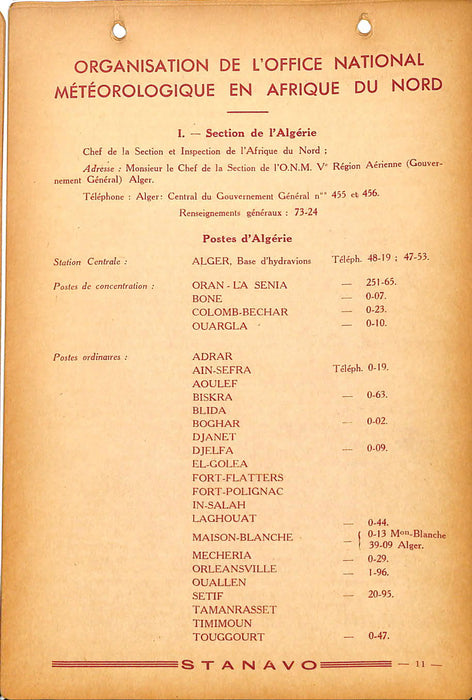 ORGANISATION DE L'OFFICE NATIONAL
MÉTÉOROLOGIQUE EN AFRIQUE DU NORD
I. — Section de l'Algérie
Chef de la Section et Inspection de l'Afrique du Nord ;
Adresse : Monsieur le Chef de la Section de l'O.N.M. Ve Région Aérienne (Gouver-
nement Général) Alger.
Téléphone : Alger : Central du Gouvernement Général nos 455 et 456.
Renseignements généraux : 73-24
Postes d'Algérie
Station Centrale : ALGER, Base d'hydravions Téléph. 48-19 ; 47-53.
Postes de concentration : ORAN - LA SENIA — 251-65.
BONE — 0-07.
COLOMB-BECHAR — 0-23.
OUARGLA — 0-10.
Postes ordinaires : ADRAR
AIN-SEFRA Téléph. 0-19.
AOULEF
BISKRA — 0-63.
BLIDA
BOGHAR — 0-02.
DJANET
DJELFA — 0-09.
EL-GOLEA
FORT-FLATTERS
FORT-POLIGNAC
IN-SALAH
LAGHOUAT — 0-44.
MAISON-BLANCHE — { 0-13 Mon-Blanche
39-09 Alger.
MECHERIA — 0-29.
ORLEANSVILLE — 1-96.
OUALLEN
SETIF — 20-95.
TAMANRASSET
TIMIMOUN
TOUGGOURT — 0-47.
STANAVO — 11 —